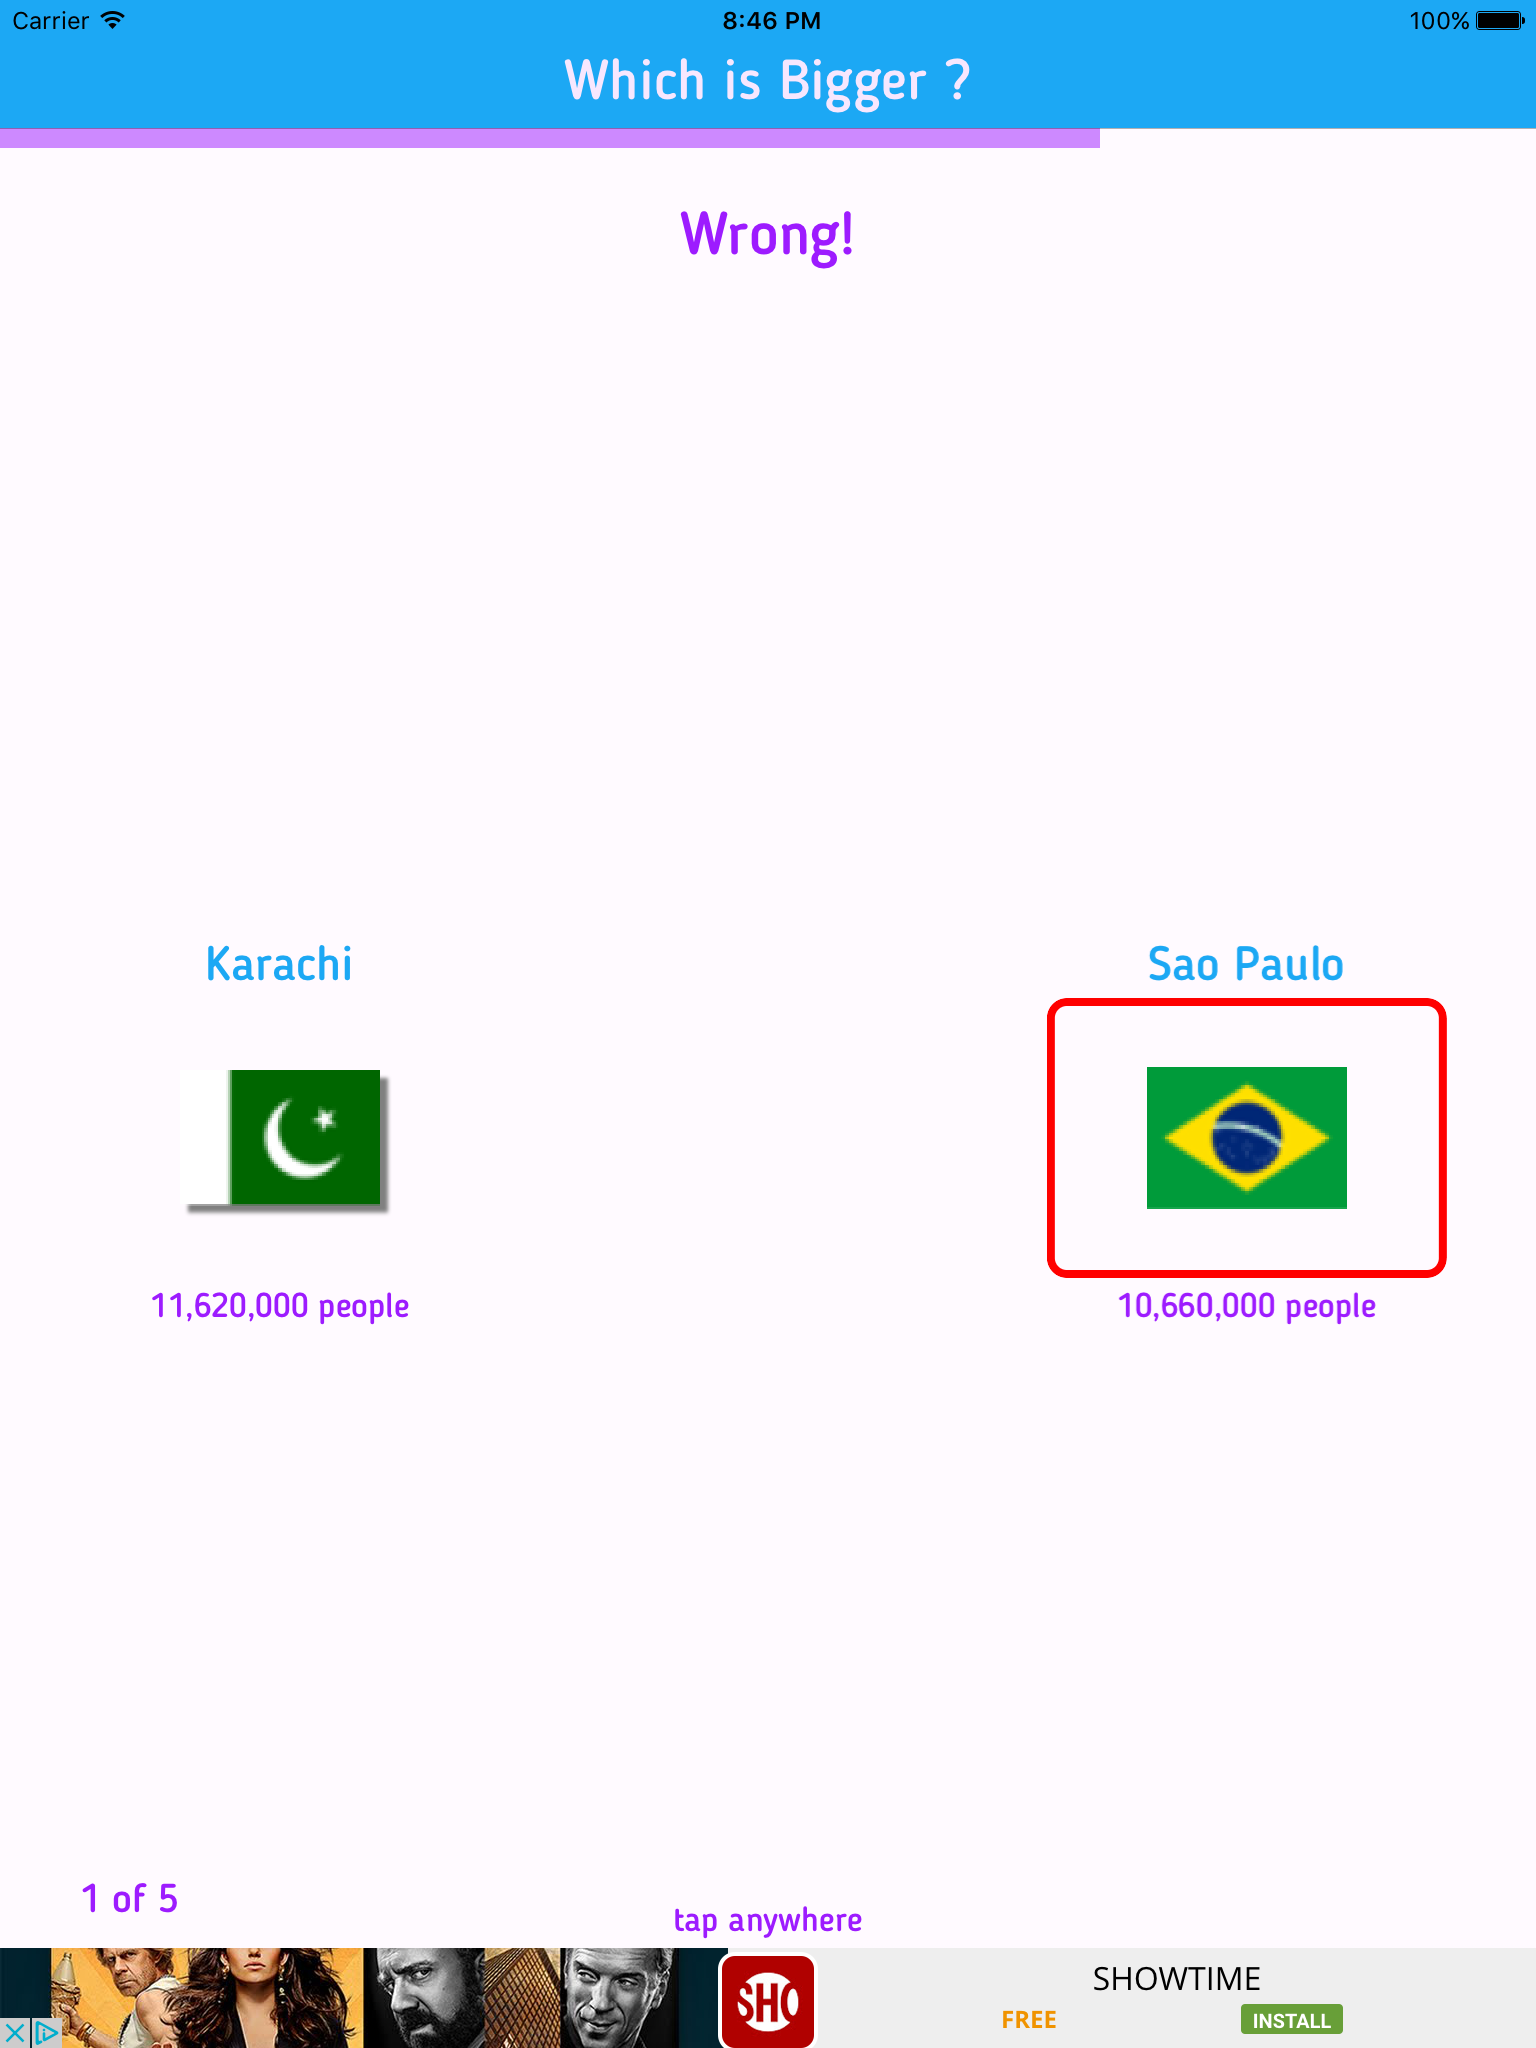 Carrier 8:46 PM 100%
Which is Bigger ?
Wrong!
Karachi
Sao Paulo
11,620,000 people
10,660,000 people
1 of 5
tap anywhere
SHO
SHOWTIME
FREE
INSTALL